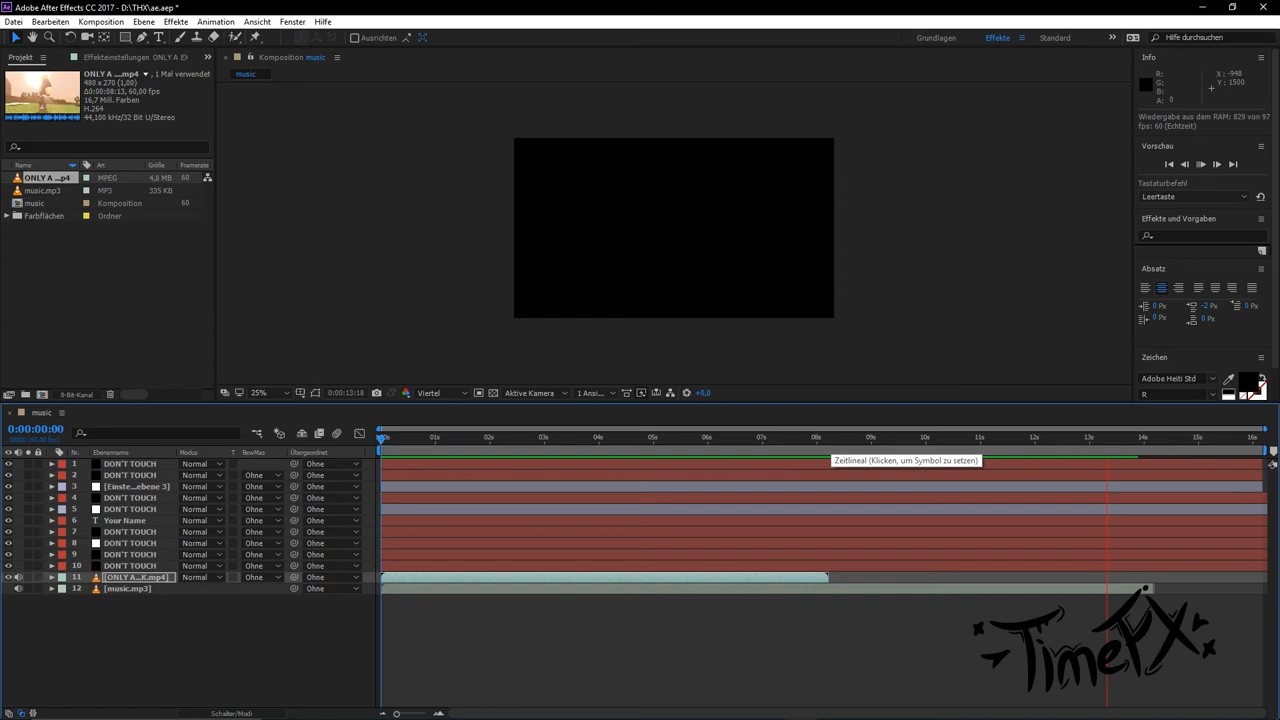 Adobe After Effects CC 2017 - D:\THX\ae.aep *
Datei Bearbeiten Komposition Ebene Effekte Animation Ansicht Fenster Hilfe
Ausrichten
Grundlagen Effekte Standard Hilfe durchsuchen
Projekt Effekteinstellungen ONLY A
Komposition music
music
ONLY A ....mp4 , 1 Mal verwendet
480 x 270 (1,00)
Δ0:00:08:13, 60,00 fps
16,7 Mill. Farben
H.264
44,100 kHz/32 Bit U/Stereo
Name Art Größe Framerate
ONLY A ...p4 MPEG 4,8 MB 60
music.mp3 MP3 335 KB
music Komposition 60
Farbflächen Ordner
8-Bit-Kanal
25% 0:00:13:18 Viertel Aktive Kamera 1 Ansi... +0,0
Info
R: X: -948
G: Y: 1500
B:
A: 0
Wiedergabe aus dem RAM: 829 von 97
fps: 60 (Echtzeit)
Vorschau
Tastaturbefehl
Leertaste
Effekte und Vorgaben
Absatz
0 Px -2 Px 0 Px
0 Px 0 Px
Zeichen
Adobe Heiti Std
R
music
0:00:00:00
00000 (60.00 fps)
Nr. Ebenenname Modus T BewMas Übergeordnet
:00s 01s 02s 03s 04s 05s 06s 07s 08s 09s 10s 11s 12s 13s 14s 15s 16s
Zeitlineal (Klicken, um Symbol zu setzen)
1 DON'T TOUCH Normal Ohne
2 DON'T TOUCH Normal Ohne Ohne
3 [Einste...ebene 3] Normal Ohne Ohne
4 DON'T TOUCH Normal Ohne Ohne
5 DON'T TOUCH Normal Ohne Ohne
6 T Your Name Normal Ohne Ohne
7 DON'T TOUCH Normal Ohne Ohne
8 DON'T TOUCH Normal Ohne Ohne
9 DON'T TOUCH Normal Ohne Ohne
10 DON'T TOUCH Normal Ohne Ohne
11 [ONLY A...K.mp4] Normal Ohne Ohne
12 [music.mp3] Ohne
TimeFX
Schalter/Modi